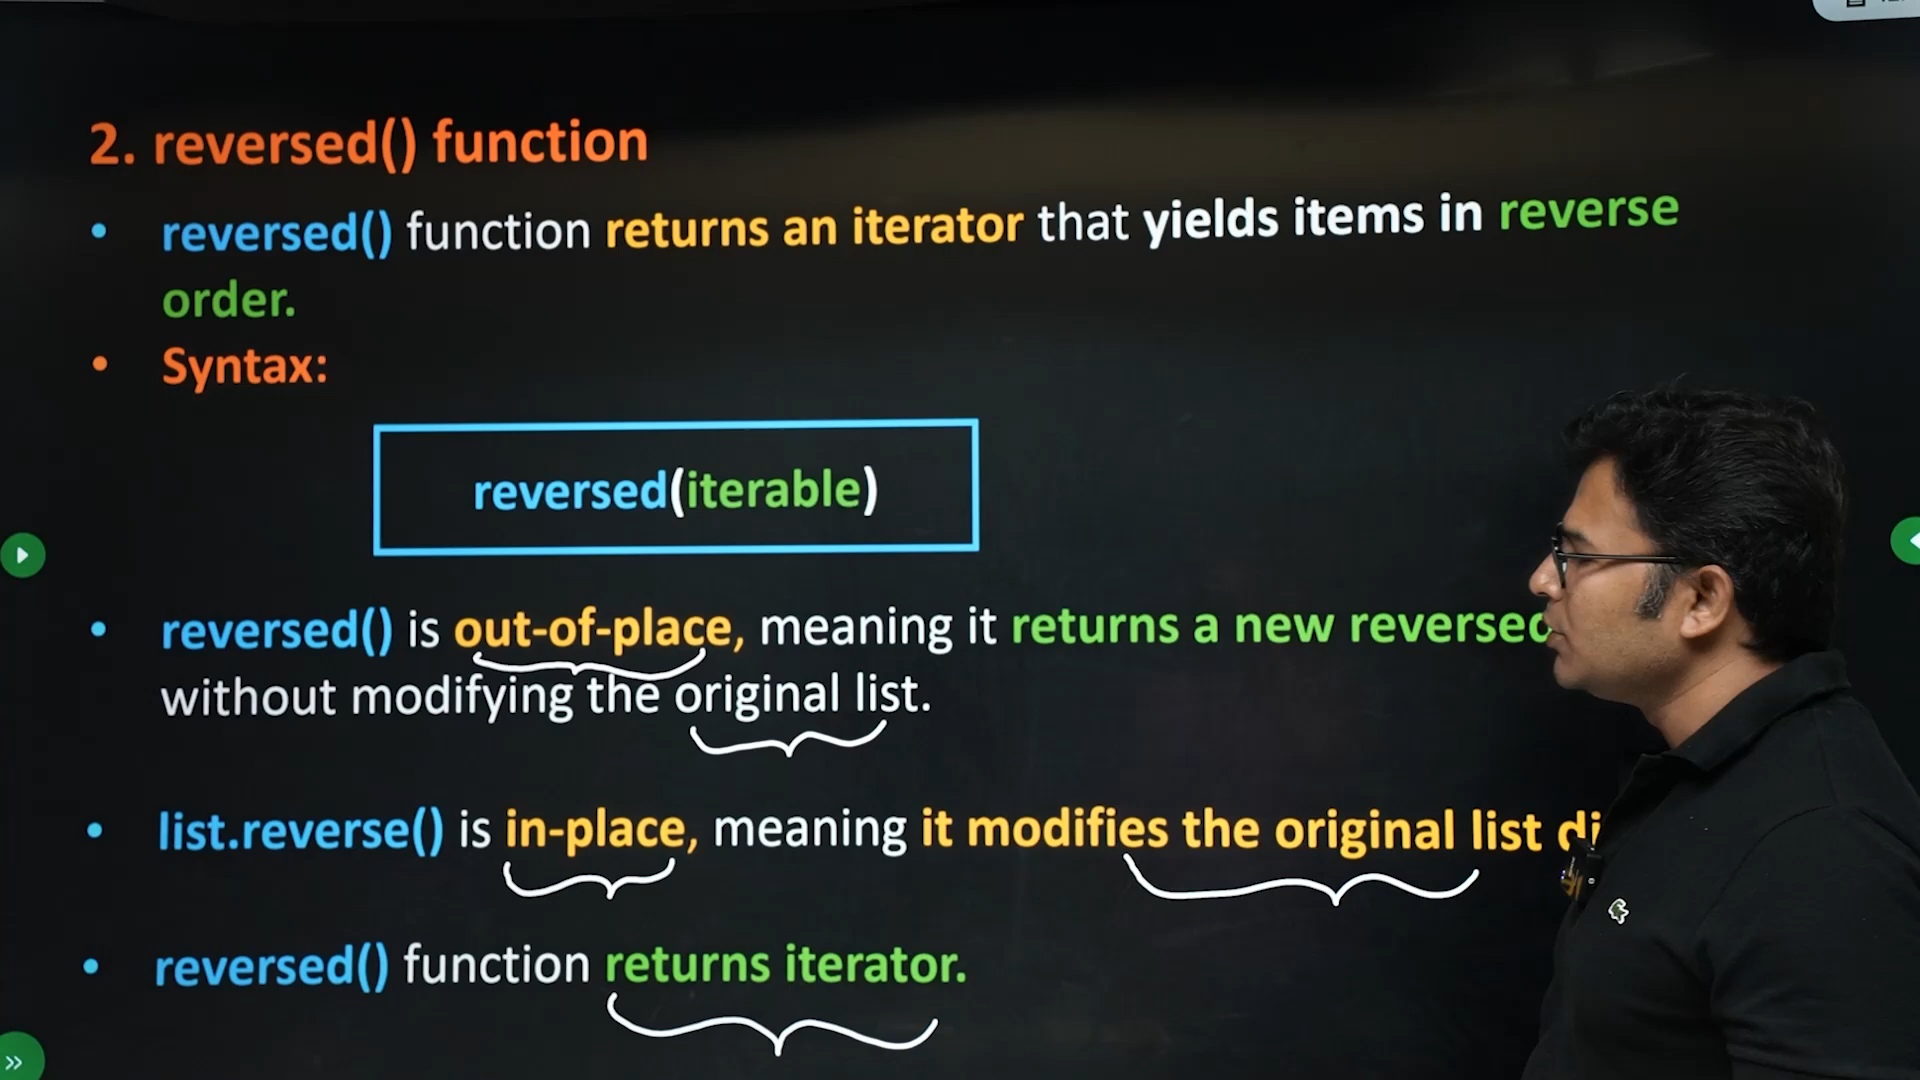 2. reversed() function
• reversed() function returns an iterator that yields items in reverse
order.
• Syntax:
reversed(iterable)
• reversed() is out-of-place, meaning it returns a new reversed
without modifying the original list.
• list.reverse() is in-place, meaning it modifies the original list
• reversed() function returns iterator.